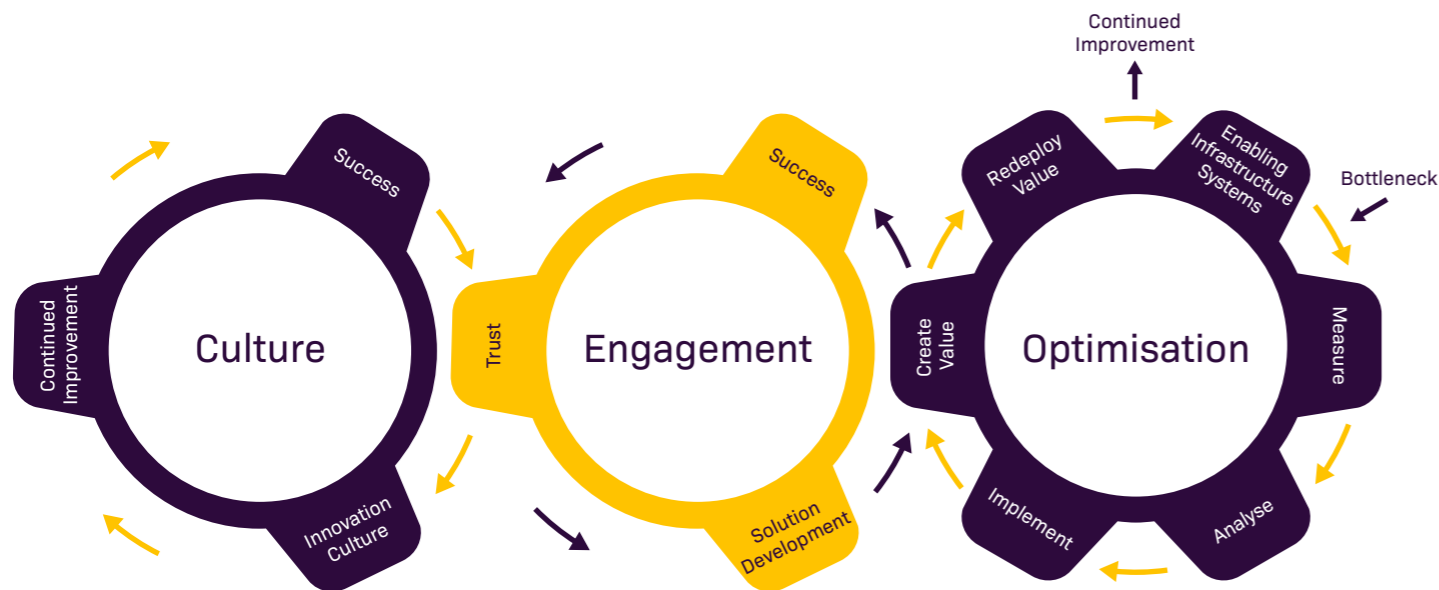 Culture
Success
Continued
Improvement
Innovation
Culture
Engagement
Success
Trust
Solution
Development
Optimisation
Continued
Improvement
Redeploy
Value
Enabling
Infrastructure
Systems
Bottleneck
Create
Value
Measure
Implement
Analyse